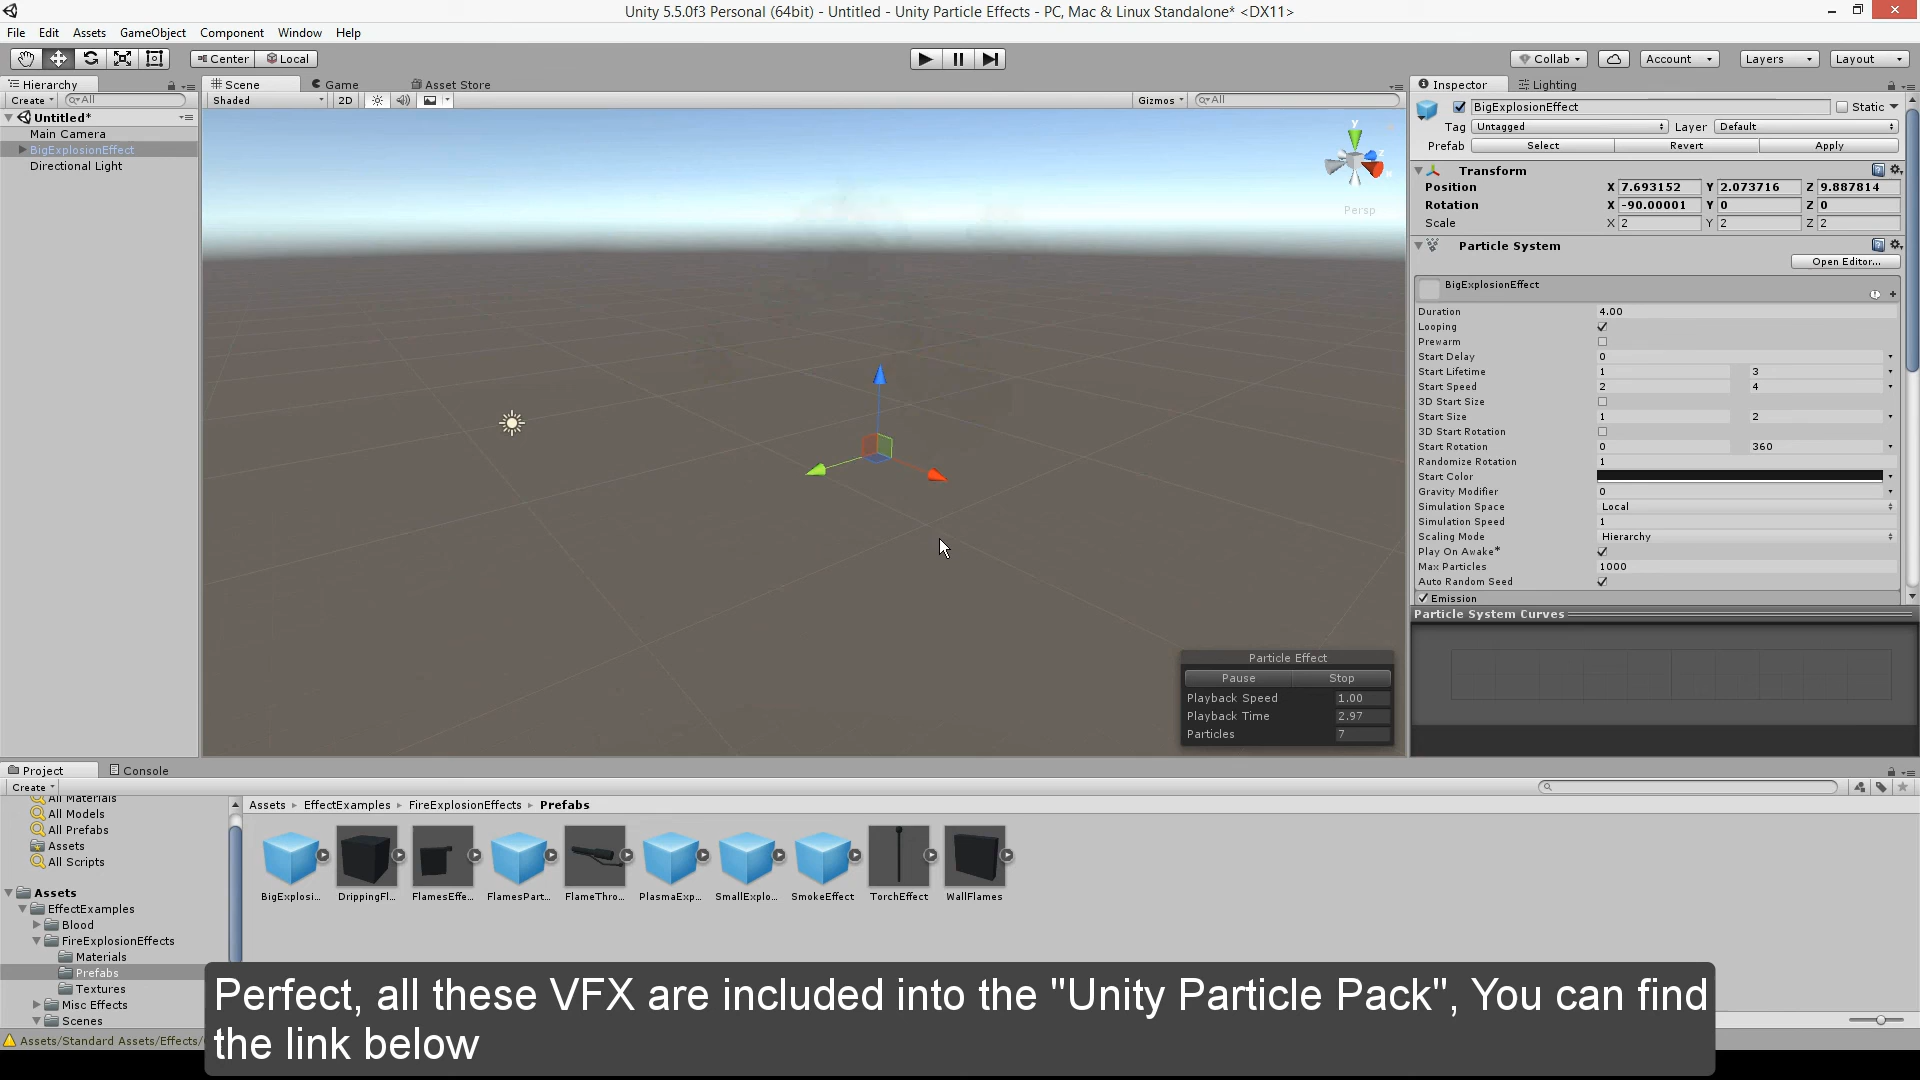 Unity 5.5.0f3 Personal (64bit) - Untitled - Unity Particle Effects - PC, Mac & Linux Standalone* <DX11>
File Edit Assets GameObject Component Window Help
Center Local
Collab Account Layers Layout
Hierarchy
Create All
Untitled*
Main Camera
BigExplosionEffect
Directional Light
Scene Game Asset Store
Shaded 2D Gizmos All
y
x
Persp
Particle Effect
Pause Stop
Playback Speed 1.00
Playback Time 2.97
Particles 7
Inspector Lighting
BigExplosionEffect Static
Tag Untagged Layer Default
Prefab Select Revert Apply
Transform
Position X 7.693152 Y 2.073716 Z 9.887814
Rotation X -90.00001 Y 0 Z 0
Scale X 2 Y 2 Z 2
Particle System
Open Editor...
BigExplosionEffect
Duration 4.00
Looping
Prewarm
Start Delay 0
Start Lifetime 1 3
Start Speed 2 4
3D Start Size
Start Size 1 2
3D Start Rotation
Start Rotation 0 360
Randomize Rotation 1
Start Color
Gravity Modifier 0
Simulation Space Local
Simulation Speed 1
Scaling Mode Hierarchy
Play On Awake*
Max Particles 1000
Auto Random Seed
Emission
Particle System Curves
Project Console
Create
All Materials
All Models
All Prefabs
Assets
All Scripts
Assets
EffectExamples
Blood
FireExplosionEffects
Materials
Prefabs
Textures
Misc Effects
Scenes
Assets EffectExamples FireExplosionEffects Prefabs
BigExplosi... DrippingFl... FlamesEffe... FlamesPart... FlameThro... PlasmaExp... SmallExplo... SmokeEffect TorchEffect WallFlames
Assets/Standard Assets/Effects/
Perfect, all these VFX are included into the "Unity Particle Pack", You can find
the link below